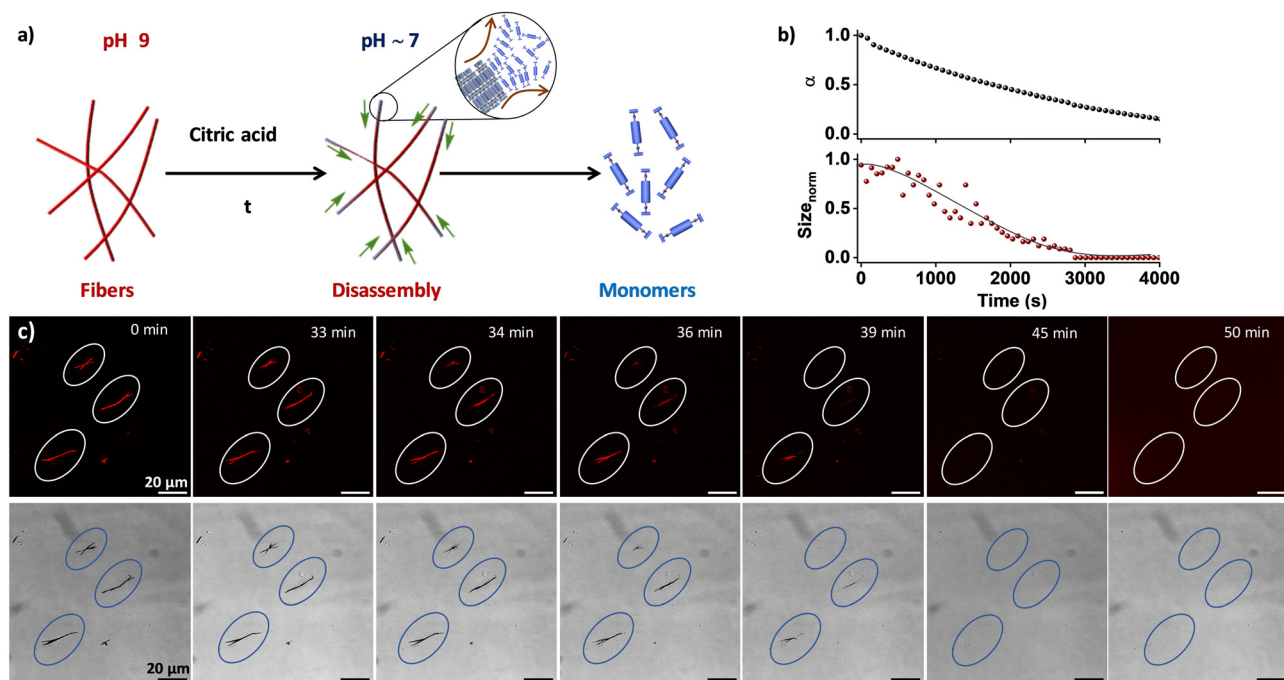 a)
pH 9
pH ~ 7
Citric acid
t
Fibers
Disassembly
Monomers
b)
α
1.0
0.5
0.0
Size_norm
1.0
0.5
0.0
0 1000 2000 3000 4000
Time (s)
c)
0 min
33 min
34 min
36 min
39 min
45 min
50 min
20 µm
20 µm